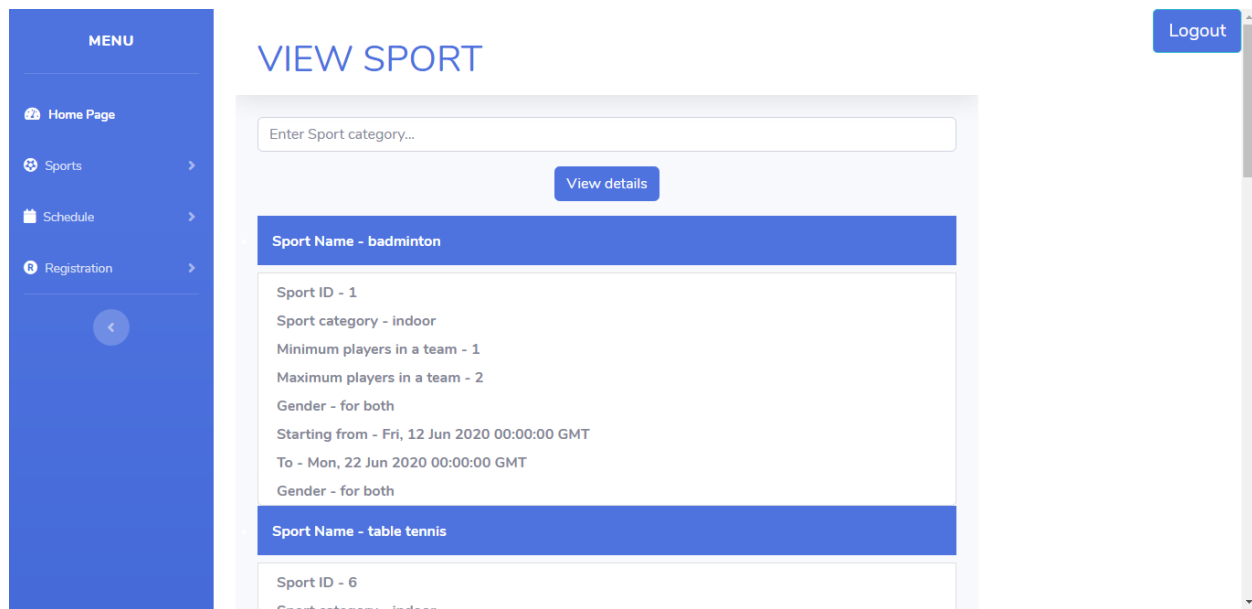 MENU
Home Page
Sports
Schedule
Registration
Logout
VIEW SPORT
Enter Sport category...
View details
Sport Name - badminton
Sport ID - 1
Sport category - indoor
Minimum players in a team - 1
Maximum players in a team - 2
Gender - for both
Starting from - Fri, 12 Jun 2020 00:00:00 GMT
To - Mon, 22 Jun 2020 00:00:00 GMT
Gender - for both
Sport Name - table tennis
Sport ID - 6
Sport category - indoor